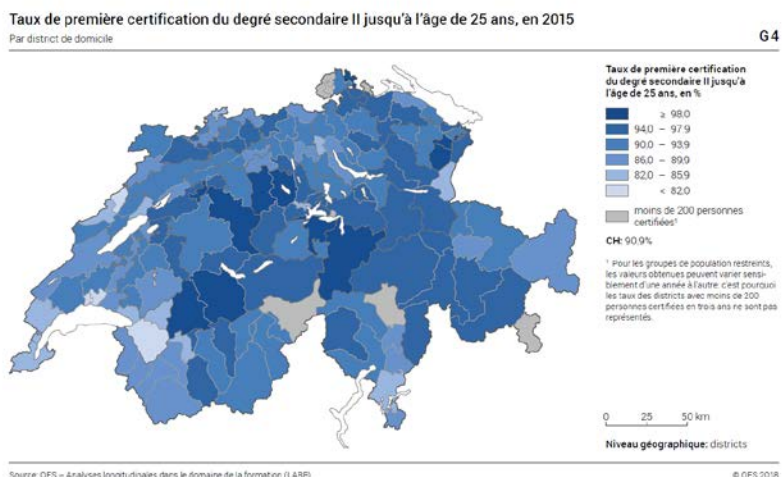 Taux de première certification du degré secondaire II jusqu'à l'âge de 25 ans, en 2015
Par district de domicile
G 4
Taux de première certification
du degré secondaire II jusqu'à
l'âge de 25 ans, en %
≥ 98,0
94,0 – 97,9
90,0 – 93,9
86,0 – 89,9
82,0 – 85,9
< 82,0
moins de 200 personnes
certifiées¹
CH: 90,9%
¹ Pour les groupes de population restreints,
les valeurs obtenues peuvent varier sensi-
blement d'une année à l'autre: c'est pourquoi
les taux des districts avec moins de 200
personnes certifiées en trois ans ne sont pas
représentés.
0 25 50 km
Niveau géographique: districts
Source: OFS – Analyses longitudinales dans le domaine de la formation (LABB)
© OFS 2018